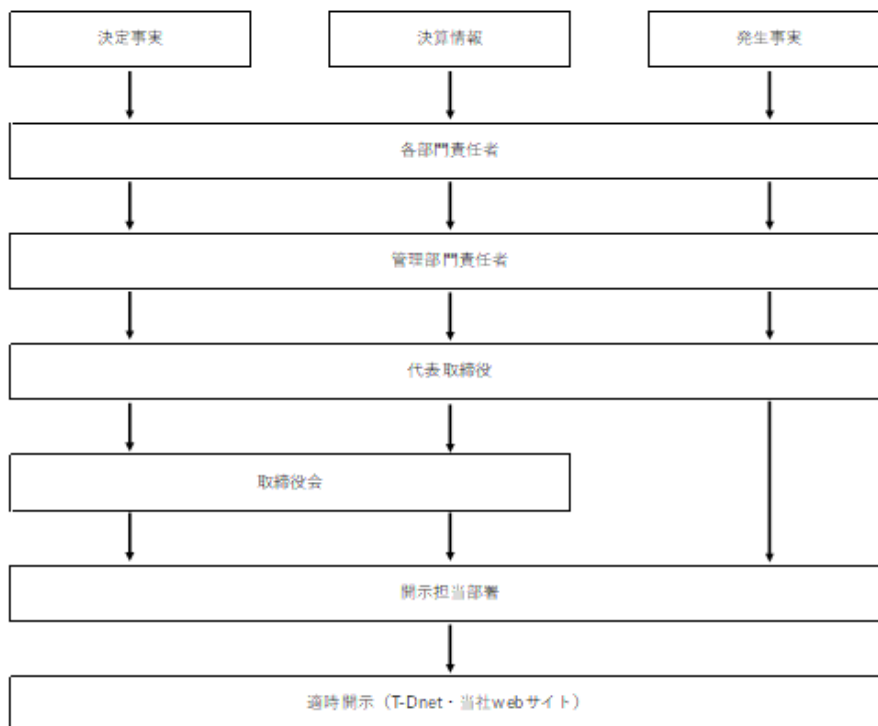 決定事実
決算情報
発生事実
各部門責任者
管理部門責任者
代表取締役
取締役会
開示担当部署
適時開示（T-Dnet・当社webサイト）